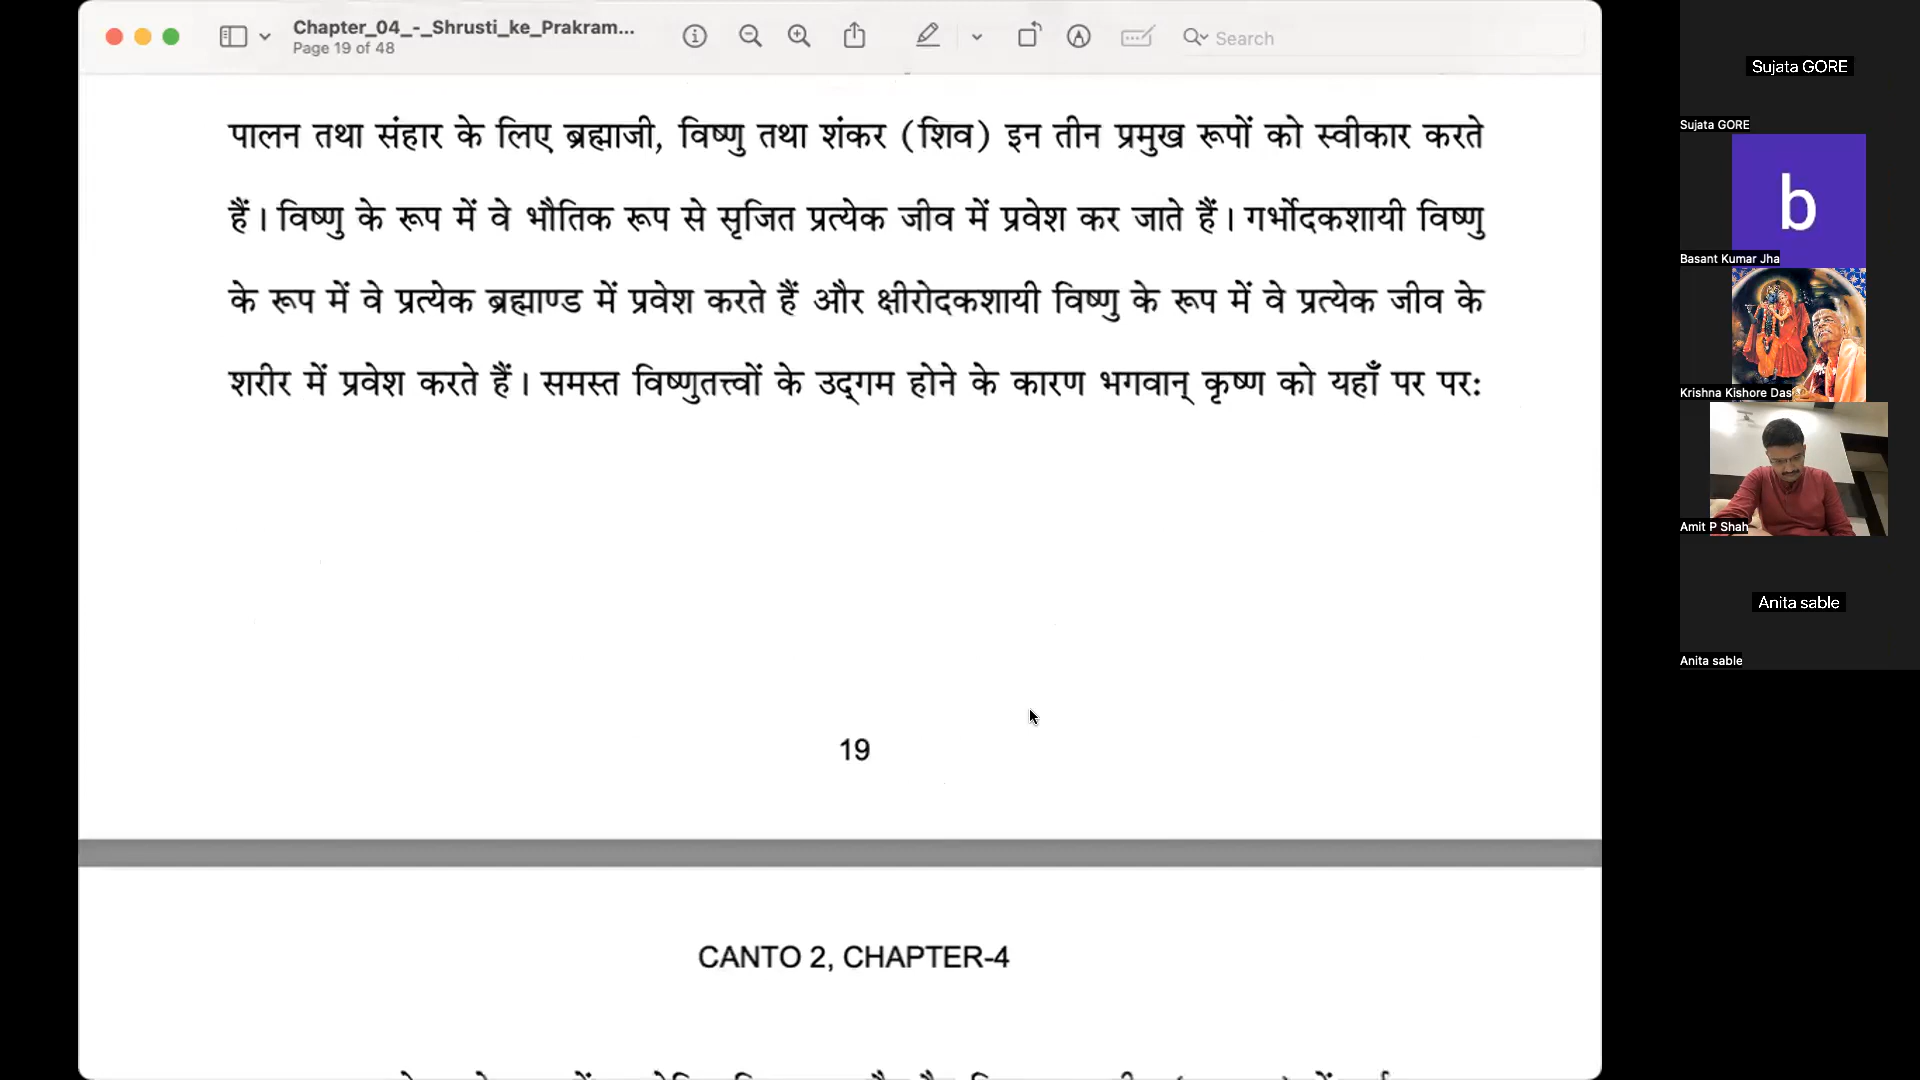 Chapter_04_-_Shrusti_ke_Prakram...
Page 19 of 48
Search
पालन तथा संहार के लिए ब्रह्माजी, विष्णु तथा शंकर (शिव) इन तीन प्रमुख रूपों को स्वीकार करते
हैं। विष्णु के रूप में वे भौतिक रूप से सृजित प्रत्येक जीव में प्रवेश कर जाते हैं। गर्भोदकशायी विष्णु
के रूप में वे प्रत्येक ब्रह्माण्ड में प्रवेश करते हैं और क्षीरोदकशायी विष्णु के रूप में वे प्रत्येक जीव के
शरीर में प्रवेश करते हैं। समस्त विष्णुतत्त्वों के उद्‌गम होने के कारण भगवान् कृष्ण को यहाँ पर परः
19
CANTO 2, CHAPTER-4
Sujata GORE
Sujata GORE
b
Basant Kumar Jha
Krishna Kishore Das
Amit P Shah
Anita sable
Anita sable